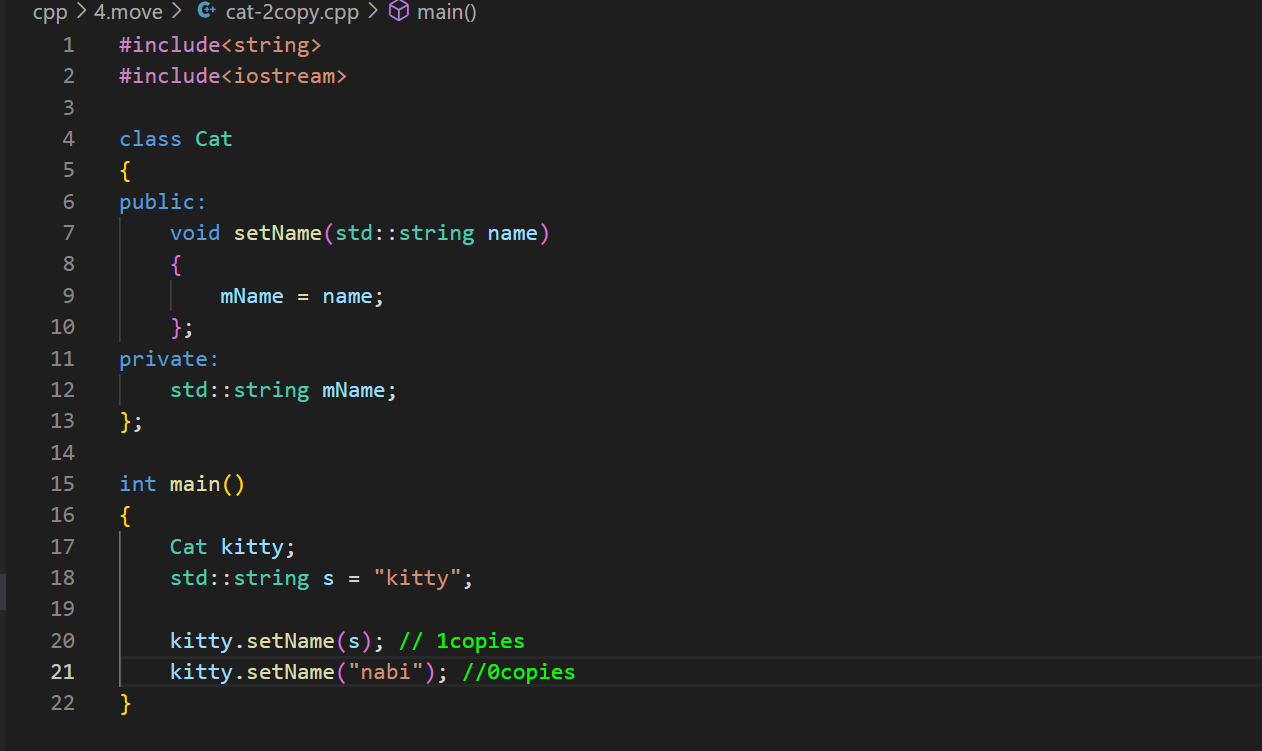 cpp > 4.move > cat-2copy.cpp > main()
1 #include<string>
2 #include<iostream>
3
4 class Cat
5 {
6 public:
7     void setName(std::string name)
8     {
9         mName = name;
10     };
11 private:
12     std::string mName;
13 };
14
15 int main()
16 {
17     Cat kitty;
18     std::string s = "kitty";
19
20     kitty.setName(s); // 1copies
21     kitty.setName("nabi"); //0copies
22 }